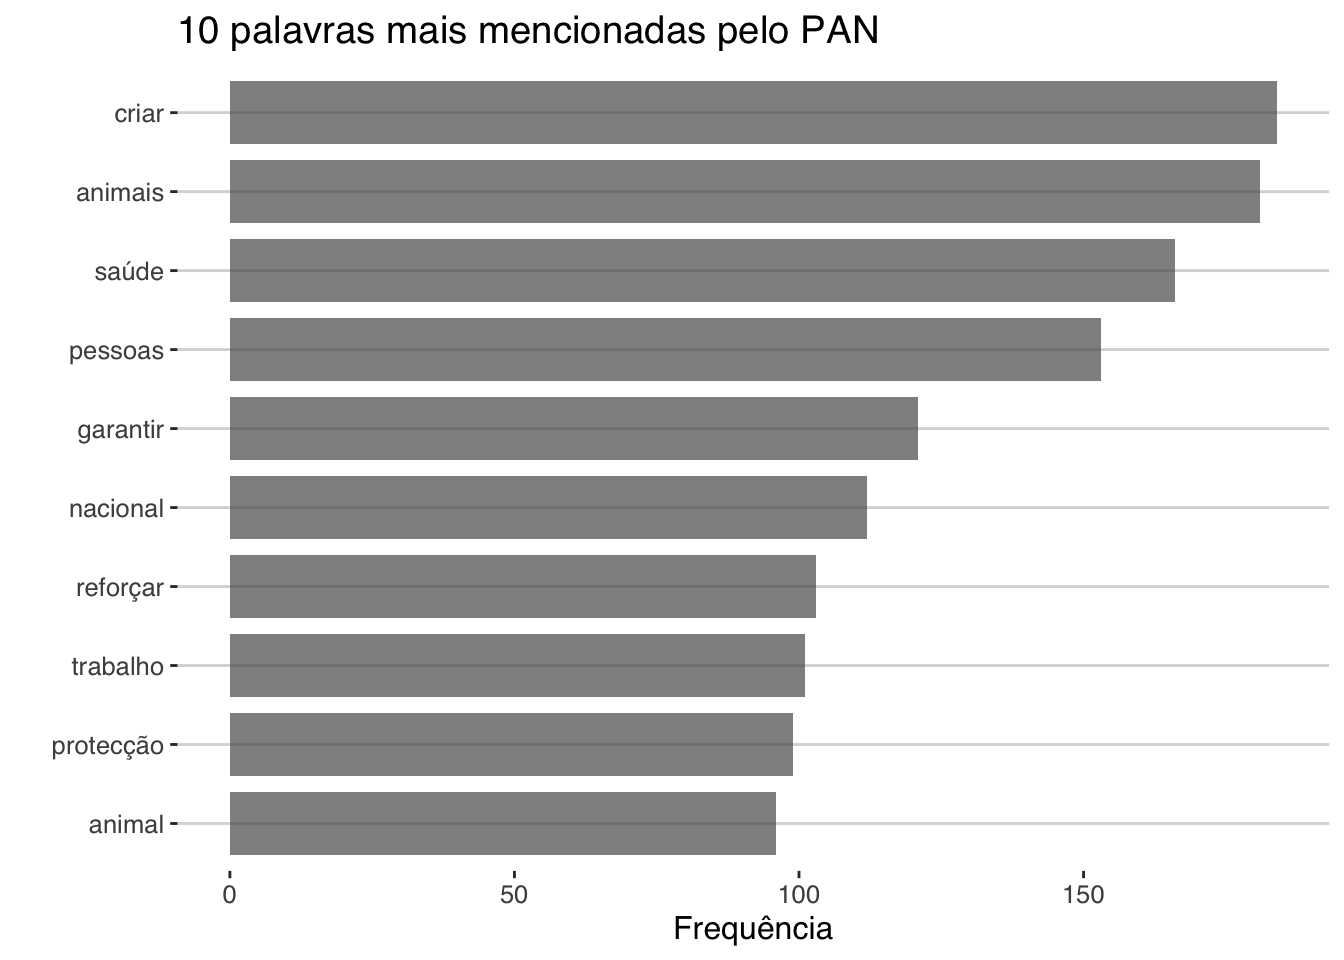 10 palavras mais mencionadas pelo PAN
criar
animais
saúde
pessoas
garantir
nacional
reforçar
trabalho
protecção
animal
0 50 100 150
Frequência